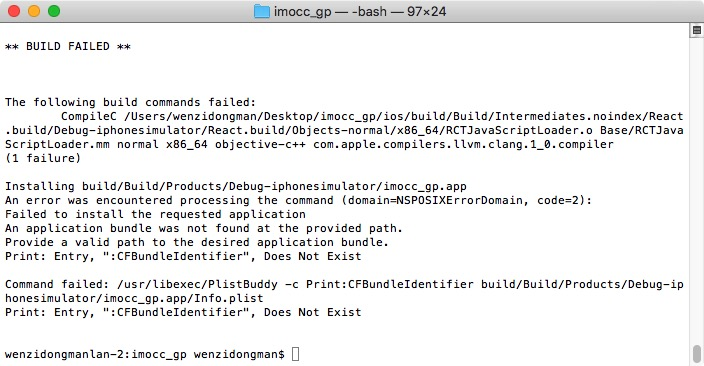 imocc_gp — -bash — 97×24
** BUILD FAILED **
The following build commands failed:
CompileC /Users/wenzidongman/Desktop/imocc_gp/ios/build/Build/Intermediates.noindex/React
.build/Debug-iphonesimulator/React.build/Objects-normal/x86_64/RCTJavaScriptLoader.o Base/RCTJava
ScriptLoader.mm normal x86_64 objective-c++ com.apple.compilers.llvm.clang.1_0.compiler
(1 failure)
Installing build/Build/Products/Debug-iphonesimulator/imocc_gp.app
An error was encountered processing the command (domain=NSPOSIXErrorDomain, code=2):
Failed to install the requested application
An application bundle was not found at the provided path.
Provide a valid path to the desired application bundle.
Print: Entry, ":CFBundleIdentifier", Does Not Exist
Command failed: /usr/libexec/PlistBuddy -c Print:CFBundleIdentifier build/Build/Products/Debug-ip
honesimulator/imocc_gp.app/Info.plist
Print: Entry, ":CFBundleIdentifier", Does Not Exist
wenzidongmanlan-2:imocc_gp wenzidongman$